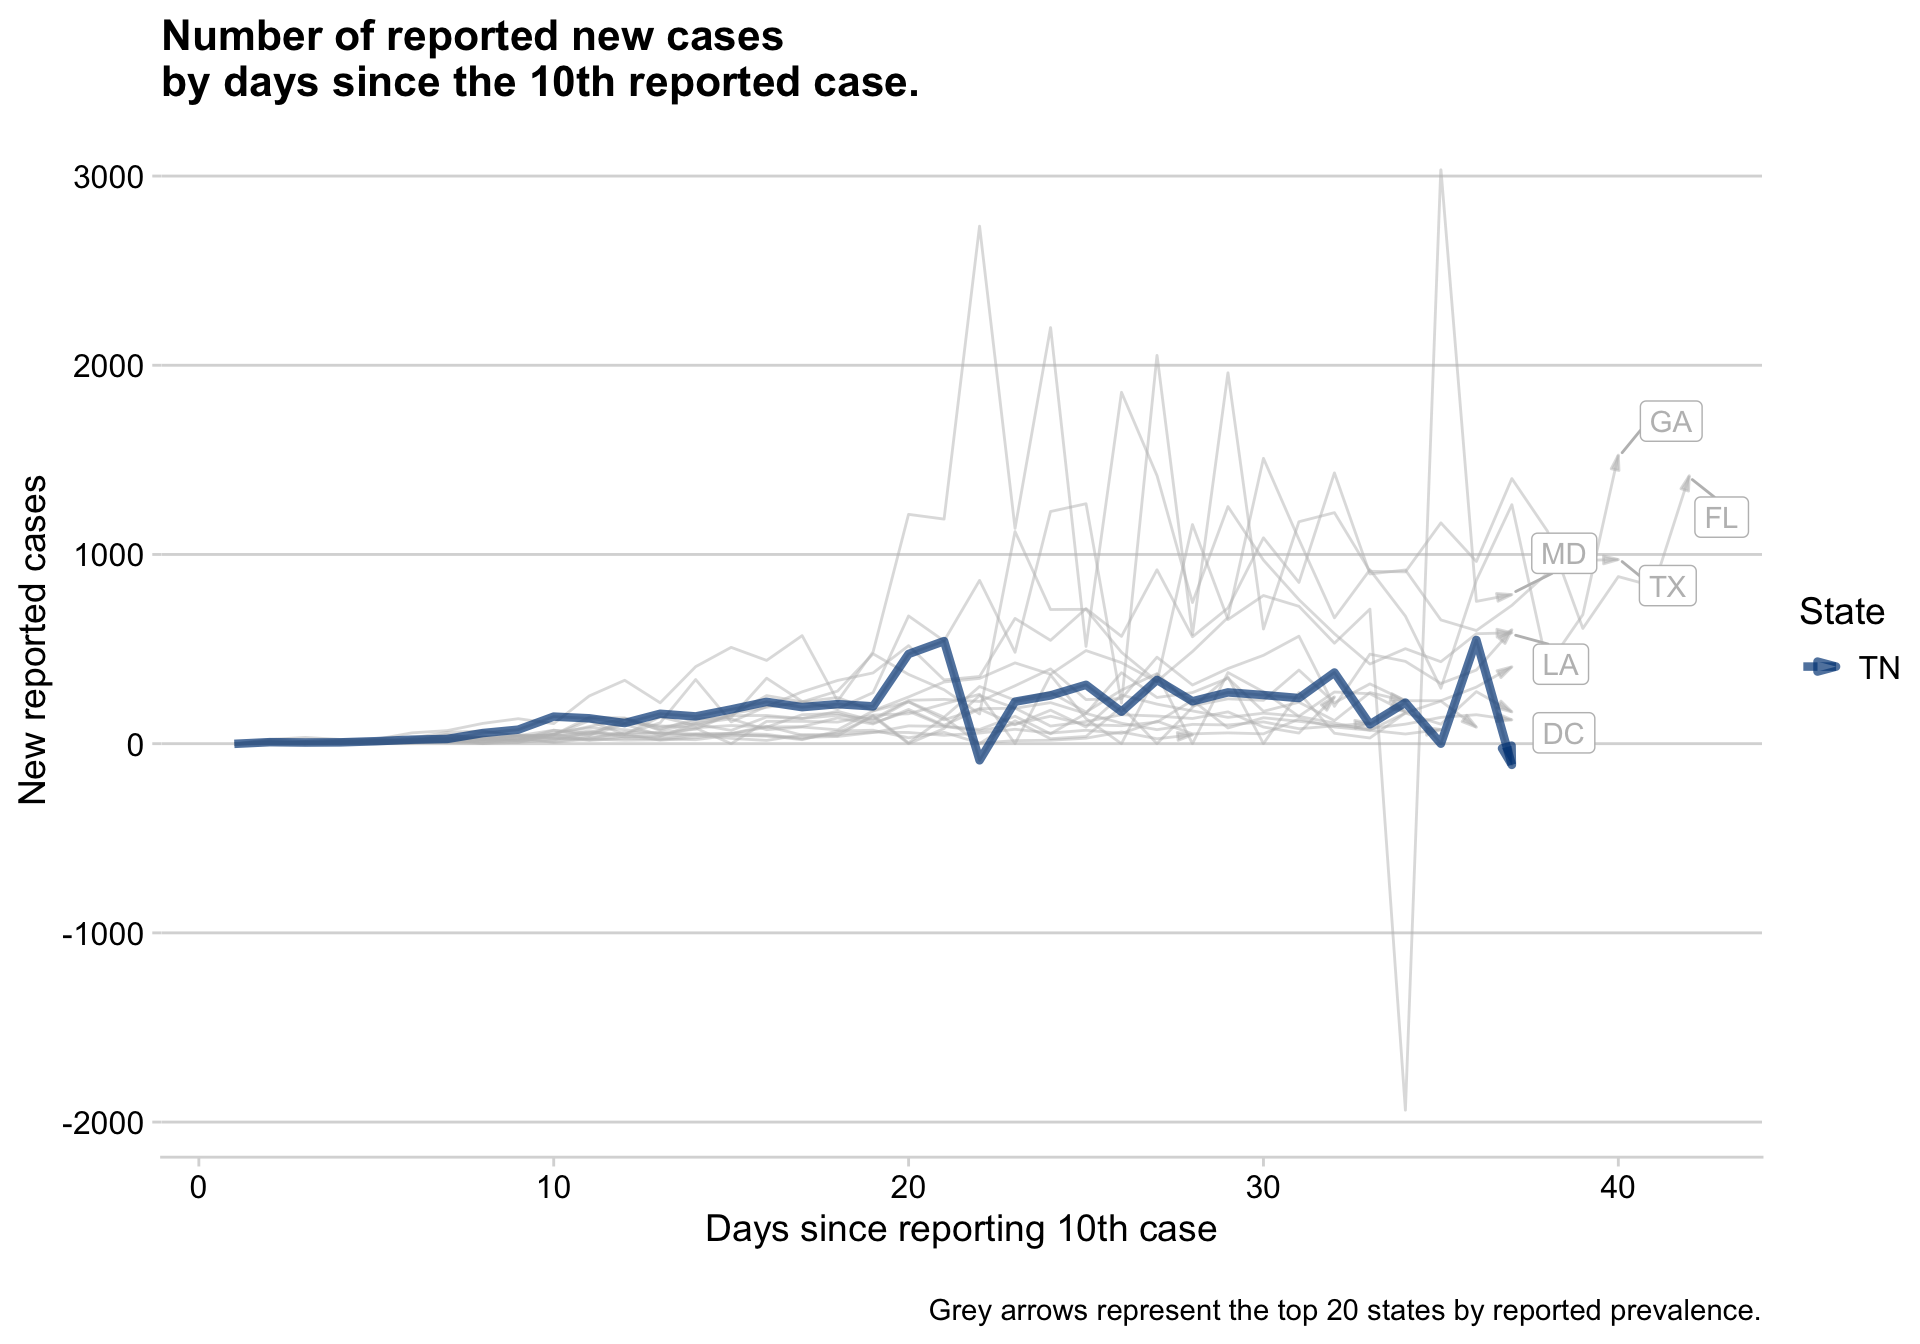 Number of reported new cases
by days since the 10th reported case.
New reported cases
3000
2000
1000
0
-1000
-2000
GA
FL
MD
TX
LA
DC
State
TN
0 10 20 30 40
Days since reporting 10th case
Grey arrows represent the top 20 states by reported prevalence.